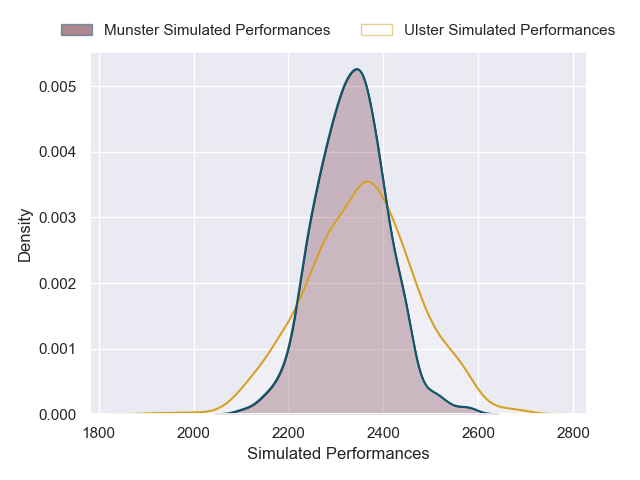 Munster Simulated Performances Ulster Simulated Performances
0.005
0.004
0.003
0.002
0.001
0.000
Density
1800 2000 2200 2400 2600 2800
Simulated Performances